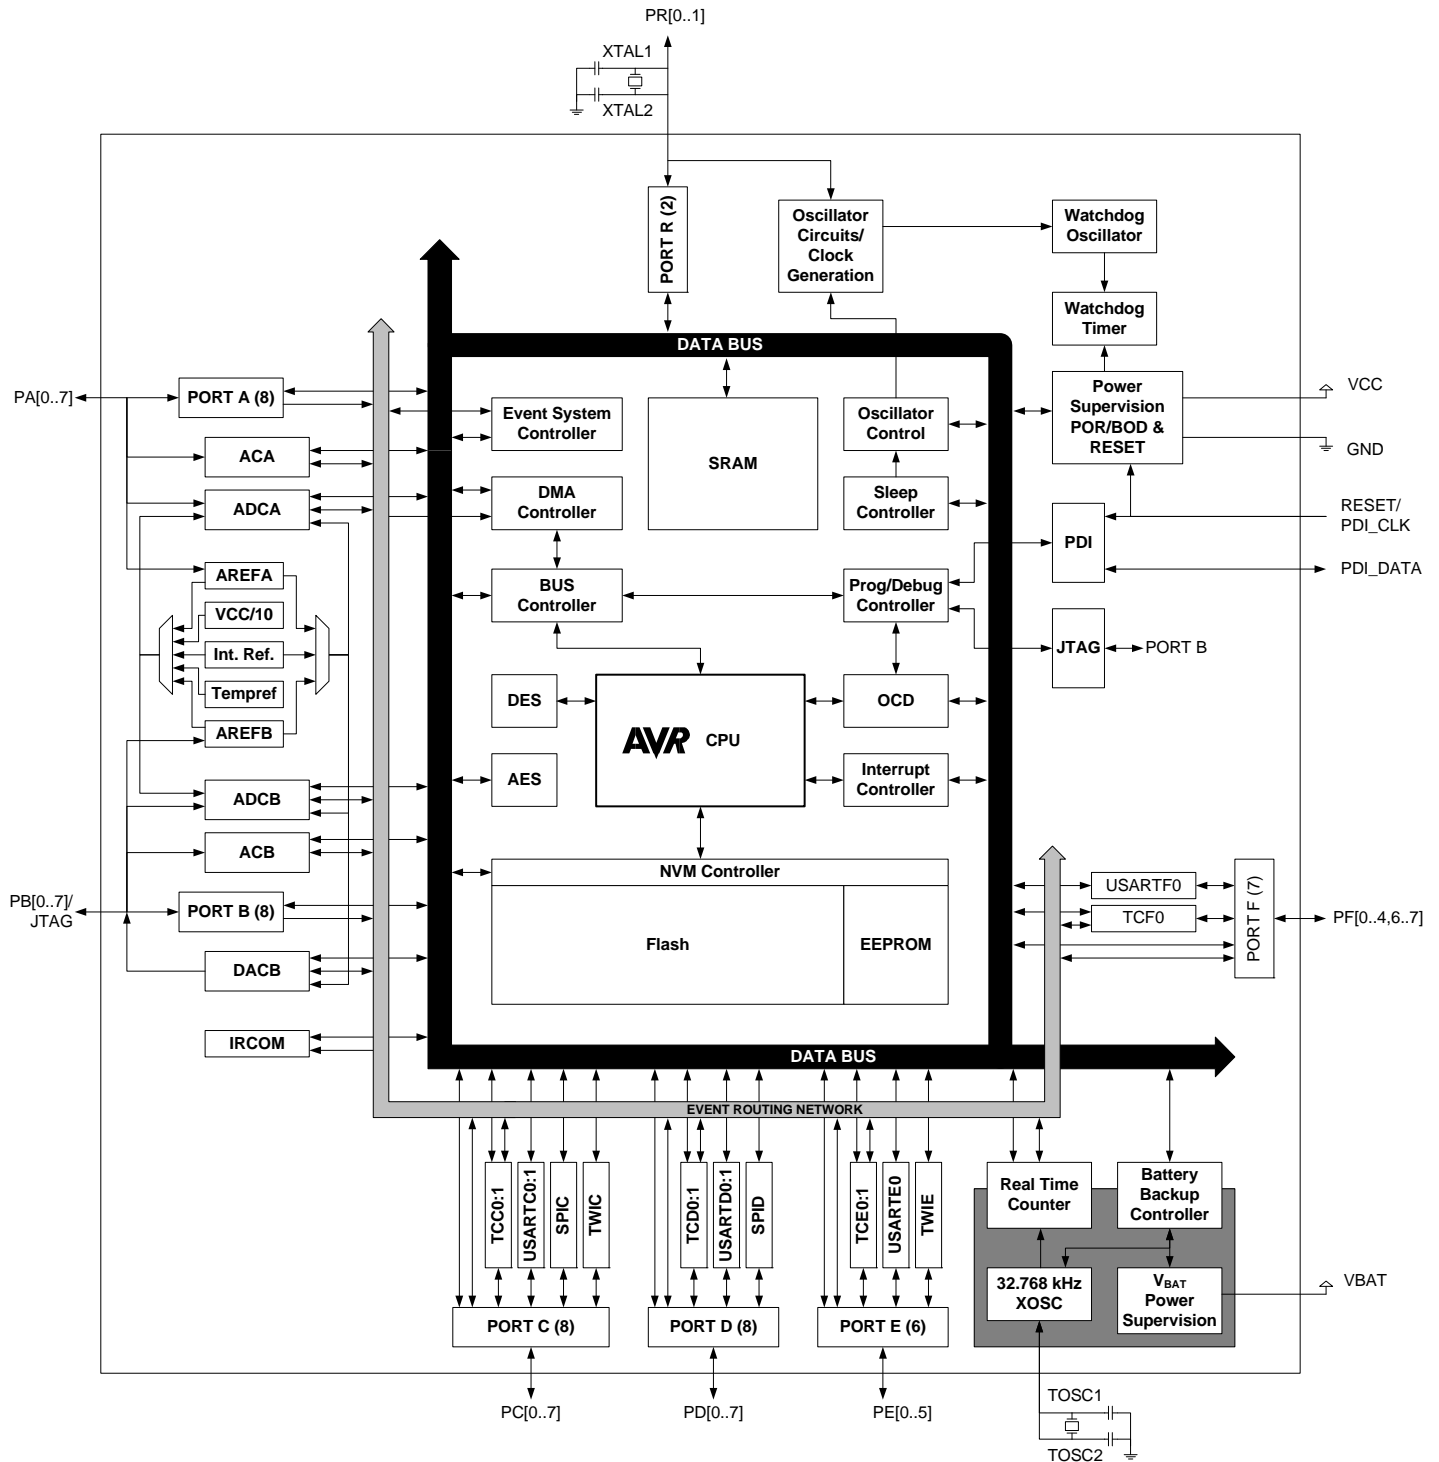 PR[0..1]
XTAL1
XTAL2
PORT R (2)
Oscillator
Circuits/
Clock
Generation
Watchdog
Oscillator
Watchdog
Timer
DATA BUS
PA[0..7]
PORT A (8)
Event System
Controller
Oscillator
Control
Power
Supervision
POR/BOD &
RESET
VCC
GND
ACA
SRAM
ADCA
DMA
Controller
Sleep
Controller
PDI
RESET/
PDI_CLK
PDI_DATA
AREFA
VCC/10
Int. Ref.
Tempref
AREFB
BUS
Controller
Prog/Debug
Controller
JTAG
PORT B
DES
AVR CPU
OCD
AES
Interrupt
Controller
ADCB
ACB
PB[0..7]/
JTAG
PORT B (8)
DACB
IRCOM
NVM Controller
Flash
EEPROM
USARTF0
TCF0
PORT F (7)
PF[0..4,6..7]
DATA BUS
EVENT ROUTING NETWORK
TCC0:1
USARTC0:1
SPIC
TWIC
TCD0:1
USARTD0:1
SPID
TCE0:1
USARTE0
TWIE
Real Time
Counter
Battery
Backup
Controller
32.768 kHz
XOSC
VBAT
Power
Supervision
VBAT
PORT C (8)
PORT D (8)
PORT E (6)
PC[0..7]
PD[0..7]
PE[0..5]
TOSC1
TOSC2